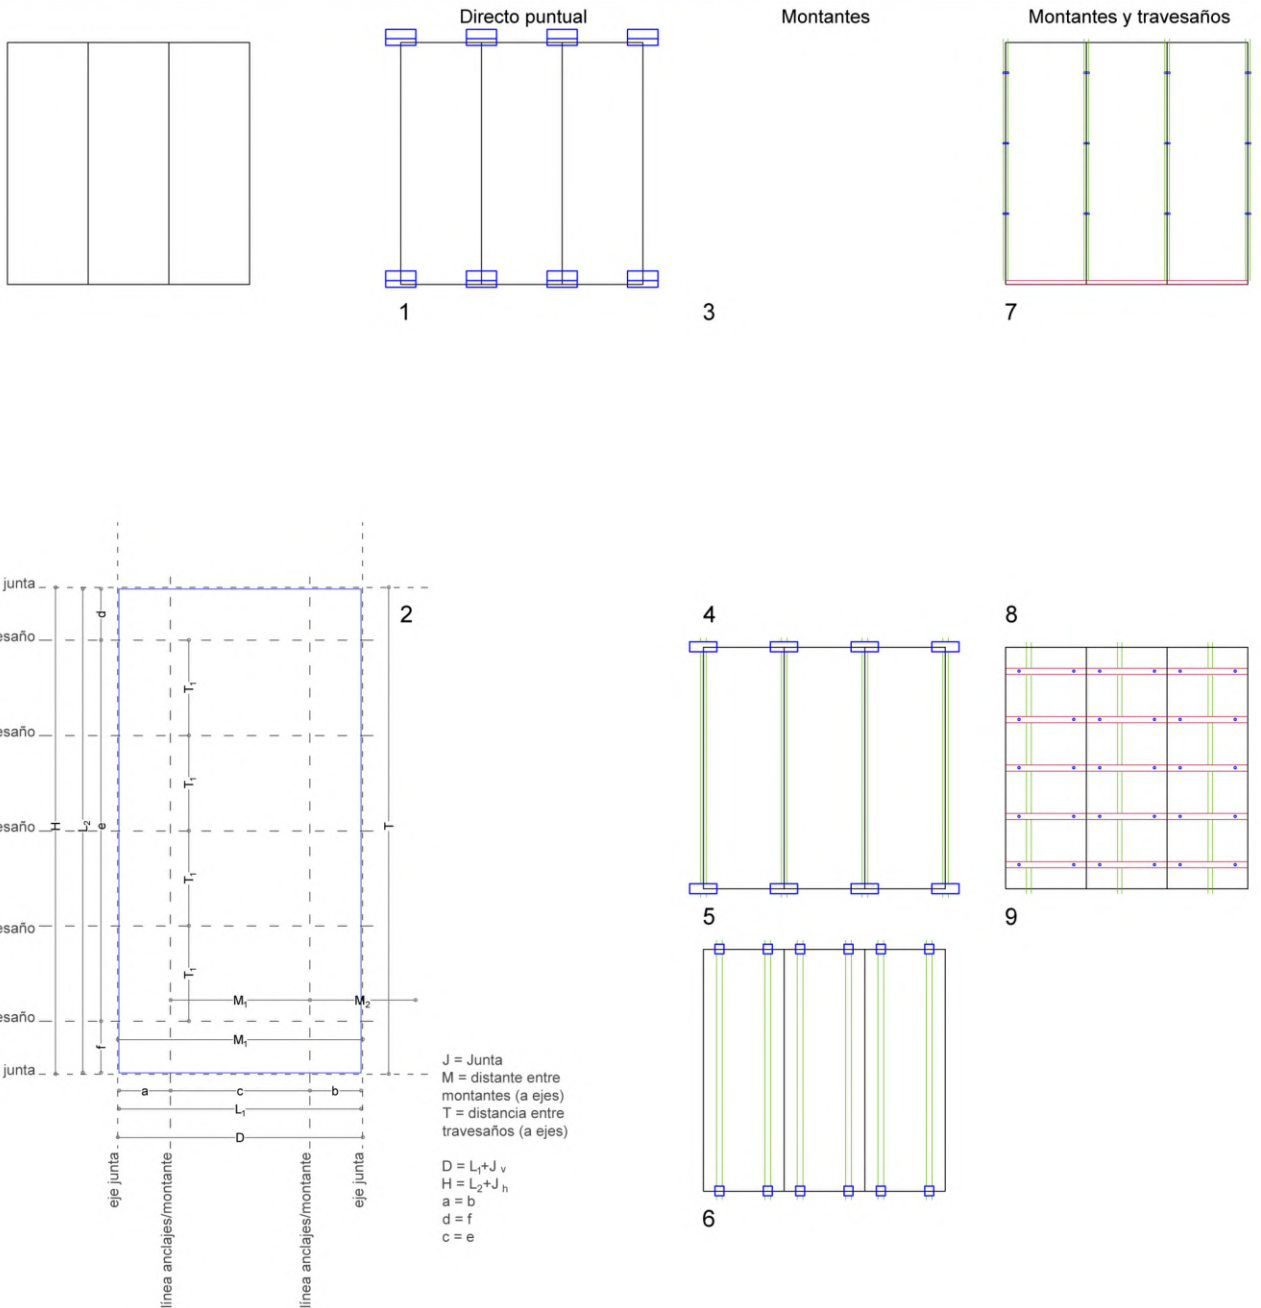 Directo puntual
Montantes
Montantes y travesaños
1
3
7
junta
esaño
esaño
esaño
esaño
esaño
junta
d
e
f
H
L2
T
T1
T1
T1
T1
M1
M2
M1
a
c
b
L1
D
eje junta
línea anclajes/montante
línea anclajes/montante
eje junta
J = Junta
M = distante entre
montantes (a ejes)
T = distancia entre
travesaños (a ejes)
D = L1+J v
H = L2+J h
a = b
d = f
c = e
2
4
8
5
9
6